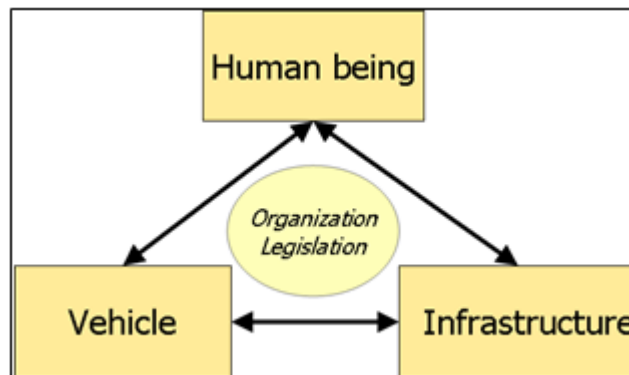 Human being
Organization
Legislation
Vehicle
Infrastructure